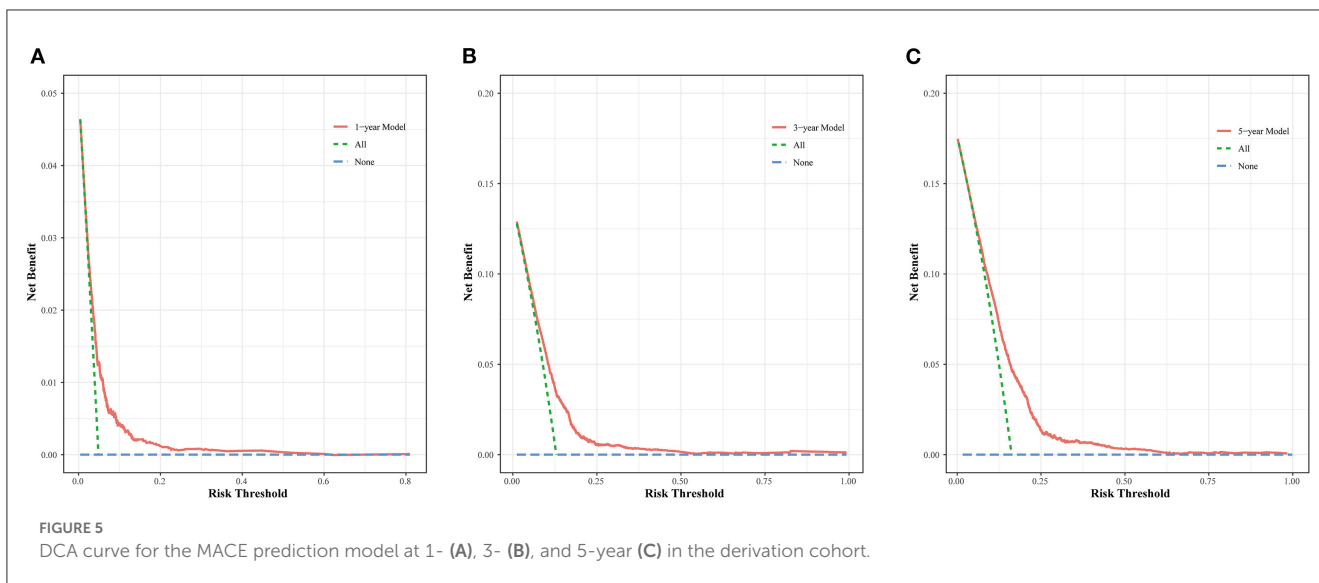 A
0.05
0.04
0.03
0.02
0.01
0.00
Net Benefit
1−year Model
All
None
0.0 0.2 0.4 0.6 0.8
Risk Threshold
B
0.20
0.15
0.10
0.05
0.00
Net Benefit
3−year Model
All
None
0.00 0.25 0.50 0.75 1.00
Risk Threshold
C
0.20
0.15
0.10
0.05
0.00
Net Benefit
5−year Model
All
None
0.00 0.25 0.50 0.75 1.00
Risk Threshold
FIGURE 5
DCA curve for the MACE prediction model at 1- (A), 3- (B), and 5-year (C) in the derivation cohort.